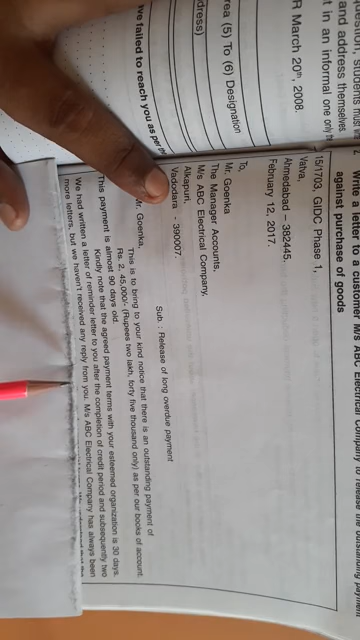 uestion, students must
and address themselves.
t in an informal one only
R March 20th, 2008.
rea (5) To (6) Designation
dress)
ve failed to reach you as per
Write a letter to a customer M/s ABC Electrical Company to release
against purchase of goods
15/1703, GIDC Phase 1,
Vatva,
Ahmedabad – 382445.
February 12, 2017.
To,
Mr. Goenka
The Manager Accounts,
M/s ABC Electrical Company,
Alkapuri,
Vadodara - 390007.
Sub. : Release of long overdue payment
Mr. Goenka,
This is to bring to your kind notice that there is an outstanding payment of
Rs. 2, 45,000/- (Rupees two lakh, forty five thousand only) as per our books of account.
This payment is almost 90 days old.
Kindly note that the agreed payment terms with your esteemed organization is 30 days.
We had written a letter of reminder letter to you after the completion of credit period and subsequently two
more letters, but we haven't received any reply from you. M/s ABC Electrical Company has always been